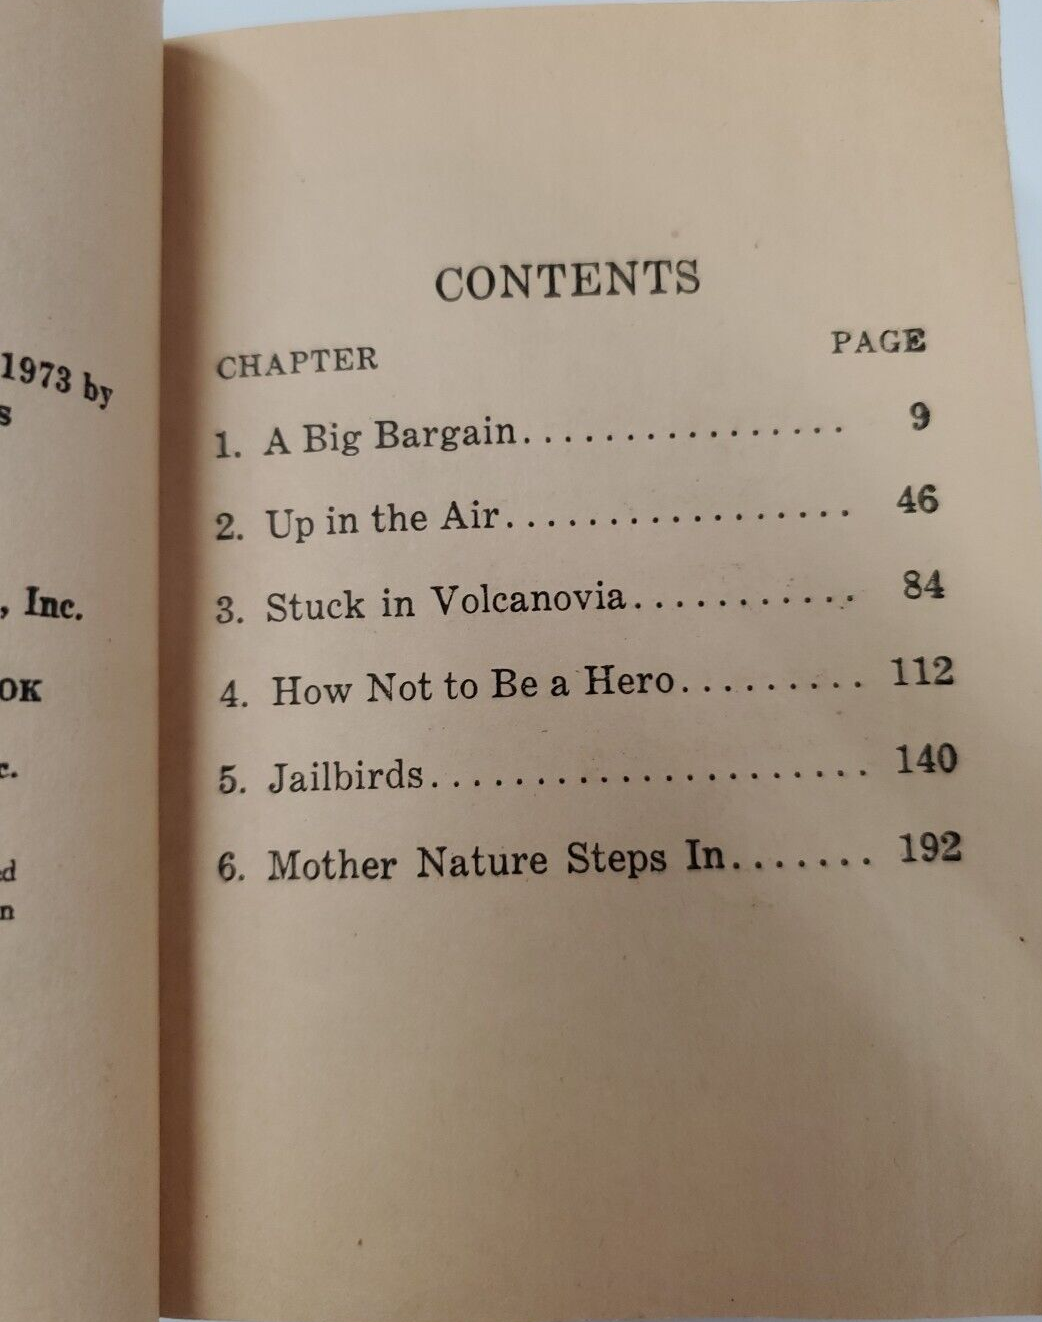 1973 by
s
, Inc.
OK
c.
ed
n
CONTENTS
CHAPTER PAGE
1. A Big Bargain................ 9
2. Up in the Air................. 46
3. Stuck in Volcanovia........... 84
4. How Not to Be a Hero......... 112
5. Jailbirds..................... 140
6. Mother Nature Steps In....... 192